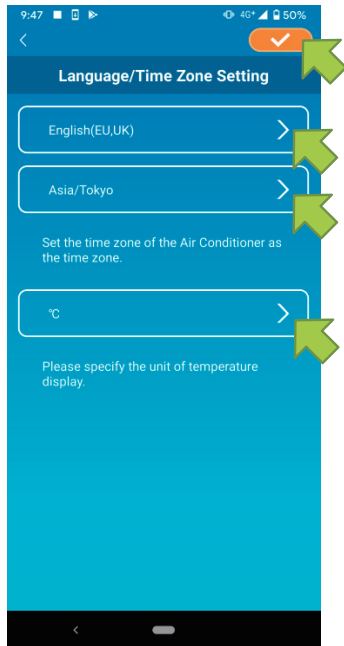 9:47 4G+ 50%
Language/Time Zone Setting
English(EU,UK)
Asia/Tokyo
Set the time zone of the Air Conditioner as
the time zone.
℃
Please specify the unit of temperature
display.